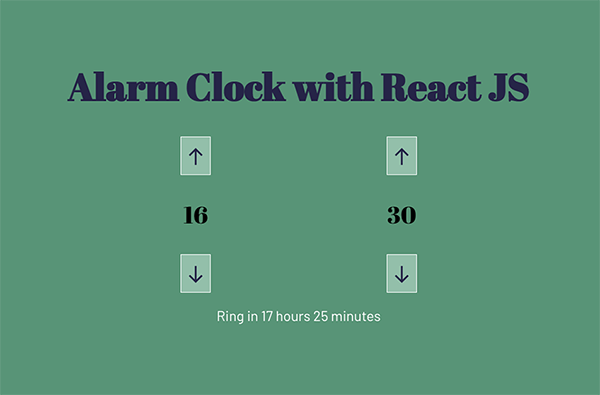 Alarm Clock with React JS
↑ ↑
16 30
↓ ↓
Ring in 17 hours 25 minutes